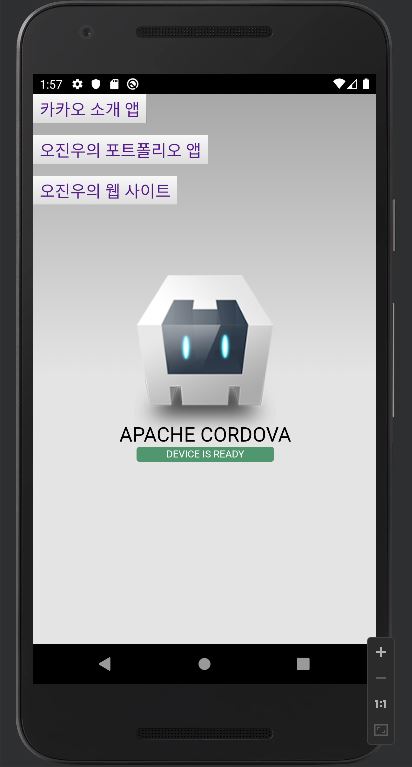 1:57
카카오 소개 앱
오진우의 포트폴리오 앱
오진우의 웹 사이트
APACHE CORDOVA
DEVICE IS READY
1:1